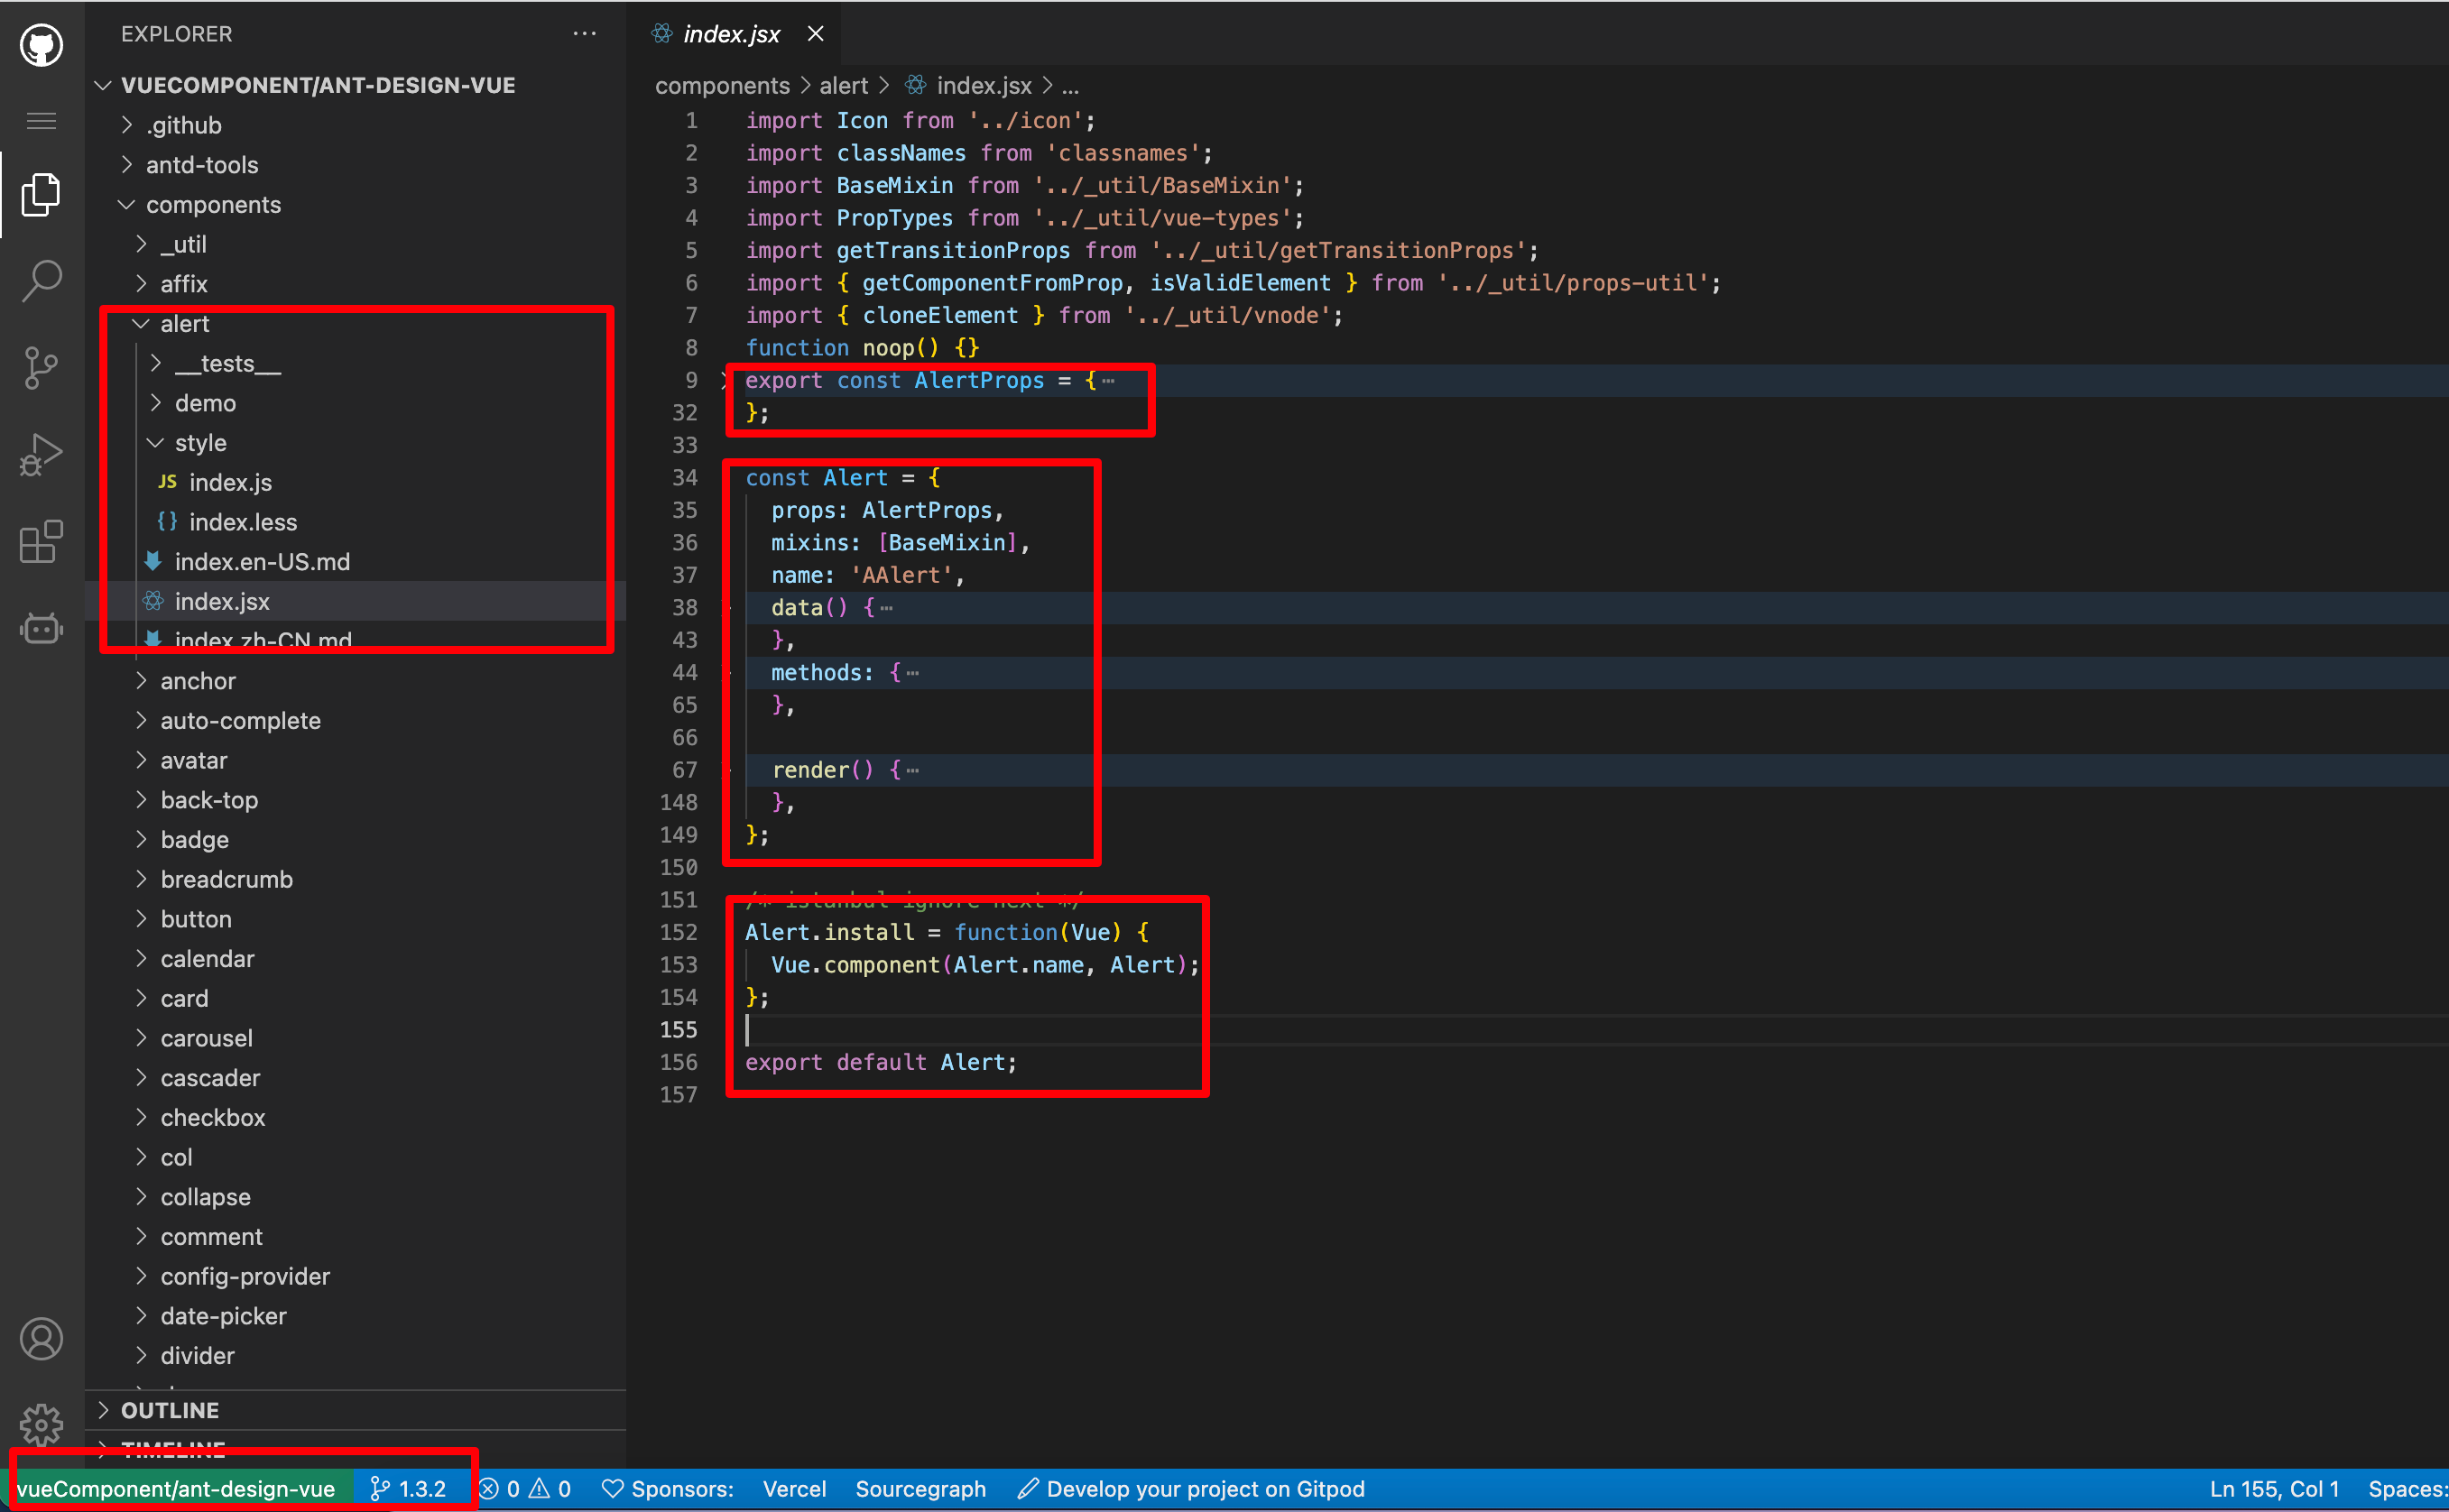 EXPLORER
VUECOMPONENT/ANT-DESIGN-VUE
.github
antd-tools
components
_util
affix
alert
__tests__
demo
style
JS index.js
{} index.less
index.en-US.md
index.jsx
index.zh-CN.md
anchor
auto-complete
avatar
back-top
badge
breadcrumb
button
calendar
card
carousel
cascader
checkbox
col
collapse
comment
config-provider
date-picker
divider
OUTLINE
TIMELINE
index.jsx
components > alert > index.jsx > ...
1 import Icon from '../icon';
2 import classNames from 'classnames';
3 import BaseMixin from '../_util/BaseMixin';
4 import PropTypes from '../_util/vue-types';
5 import getTransitionProps from '../_util/getTransitionProps';
6 import { getComponentFromProp, isValidElement } from '../_util/props-util';
7 import { cloneElement } from '../_util/vnode';
8 function noop() {}
9 export const AlertProps = {⋯
32 };
33
34 const Alert = {
35 props: AlertProps,
36 mixins: [BaseMixin],
37 name: 'AAlert',
38 data() {⋯
43 },
44 methods: {⋯
65 },
66
67 render() {⋯
148 },
149 };
150
151 /* istanbul ignore next */
152 Alert.install = function(Vue) {
153 Vue.component(Alert.name, Alert);
154 };
155
156 export default Alert;
157
vueComponent/ant-design-vue 1.3.2 0 0 Sponsors: Vercel Sourcegraph Develop your project on Gitpod Ln 155, Col 1 Spaces: